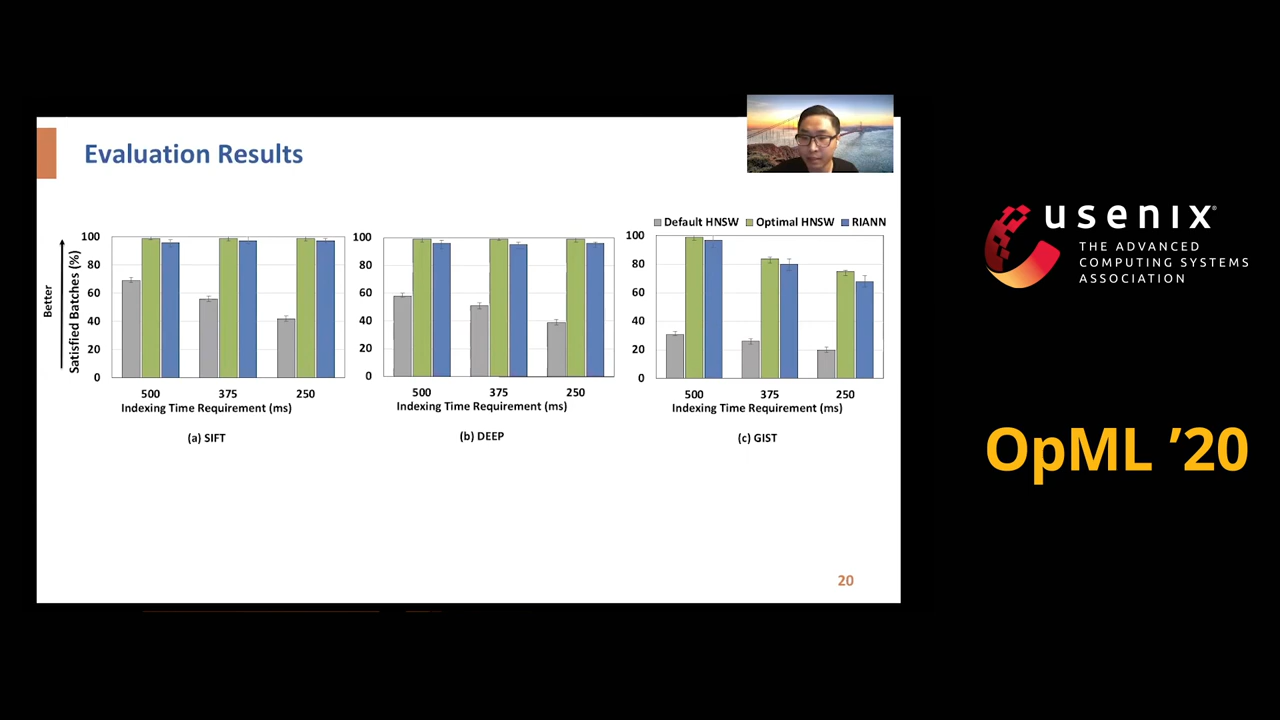 Evaluation Results
Default HNSW Optimal HNSW RIANN
Better
Satisfied Batches (%)
100
80
60
40
20
0
500 375 250
Indexing Time Requirement (ms)
(a) SIFT
100
80
60
40
20
0
500 375 250
Indexing Time Requirement (ms)
(b) DEEP
100
80
60
40
20
0
500 375 250
Indexing Time Requirement (ms)
(c) GIST
20
usenix®
THE ADVANCED
COMPUTING SYSTEMS
ASSOCIATION
OpML ’20